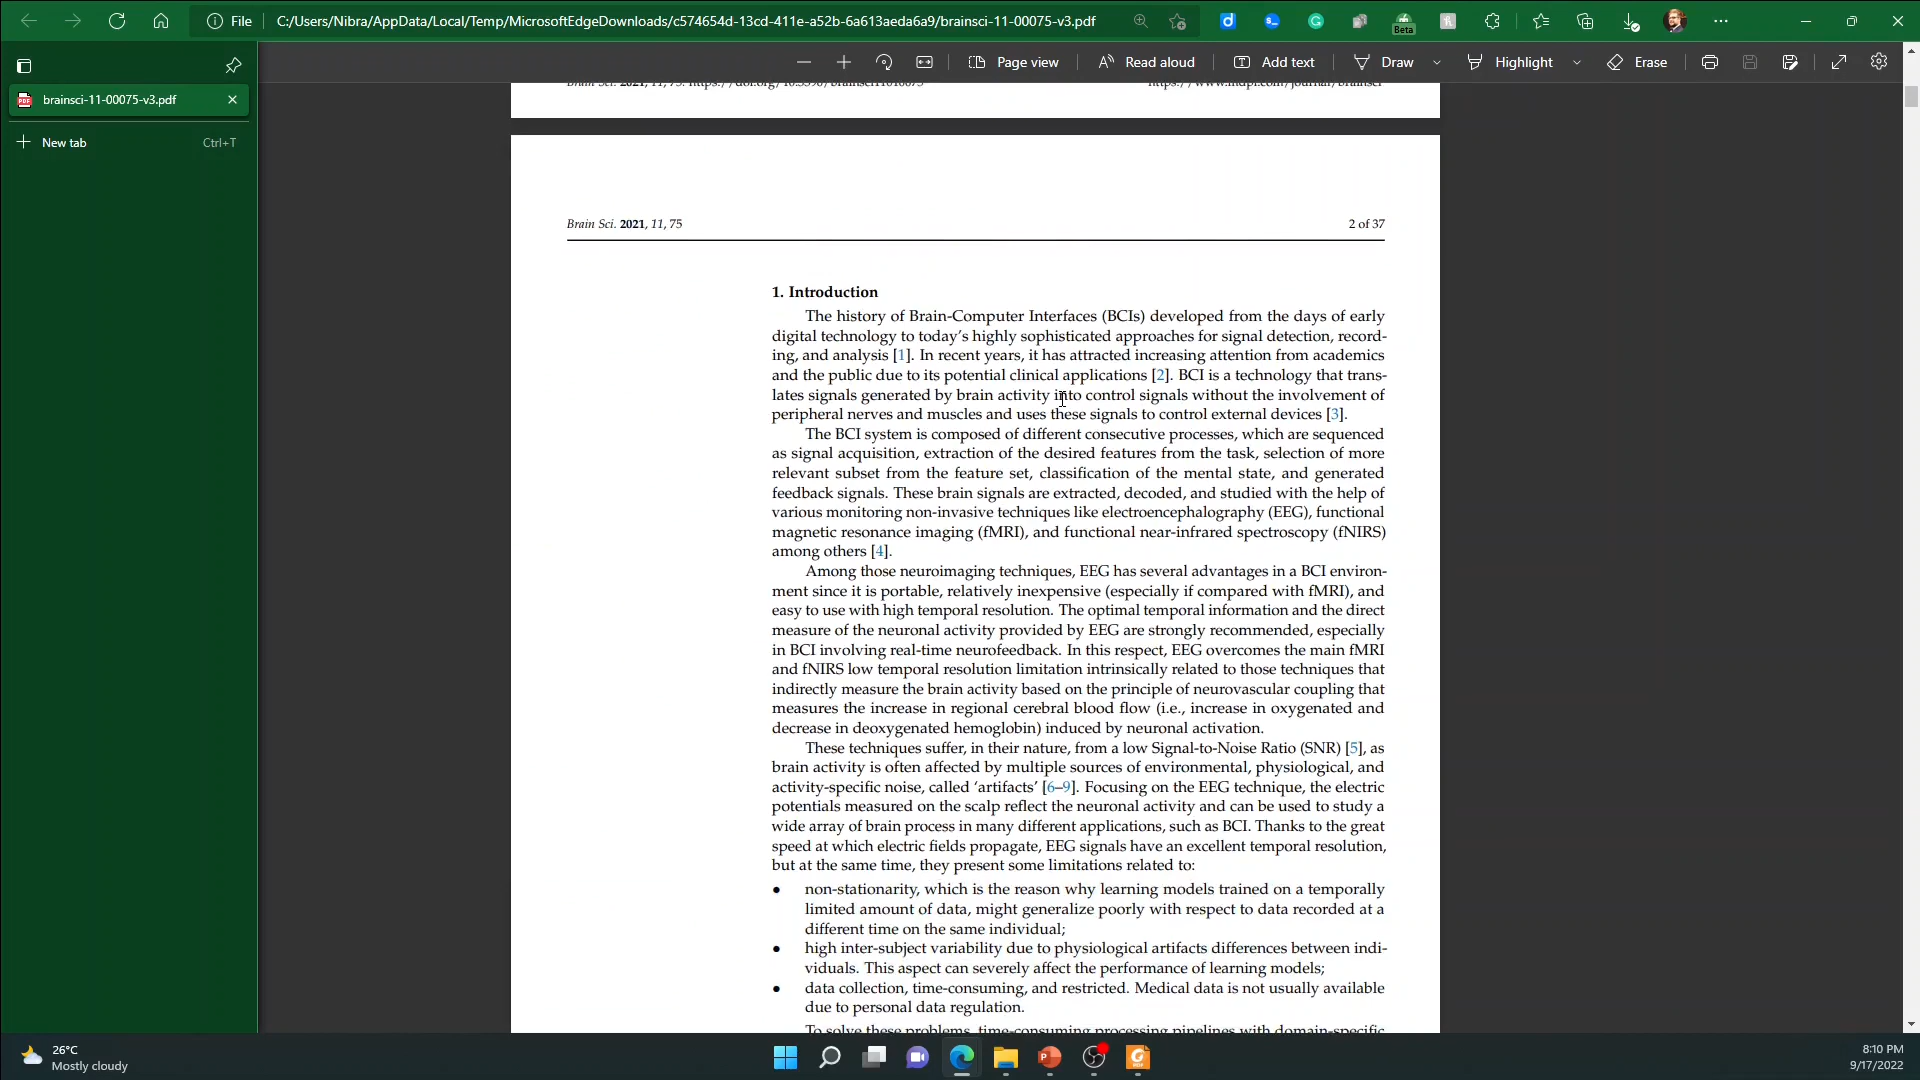 File
C:/Users/Nibra/AppData/Local/Temp/MicrosoftEdgeDownloads/c574654d-13cd-411e-a52b-6a613aeda6a9/brainsci-11-00075-v3.pdf
Beta
Page view
Read aloud
Add text
Draw
Highlight
Erase
brainsci-11-00075-v3.pdf
New tab
Ctrl+T
Brain Sci. 2021, 11, 75
2 of 37
1. Introduction
The history of Brain-Computer Interfaces (BCIs) developed from the days of early
digital technology to today's highly sophisticated approaches for signal detection, record-
ing, and analysis [1]. In recent years, it has attracted increasing attention from academics
and the public due to its potential clinical applications [2]. BCI is a technology that trans-
lates signals generated by brain activity into control signals without the involvement of
peripheral nerves and muscles and uses these signals to control external devices [3].
The BCI system is composed of different consecutive processes, which are sequenced
as signal acquisition, extraction of the desired features from the task, selection of more
relevant subset from the feature set, classification of the mental state, and generated
feedback signals. These brain signals are extracted, decoded, and studied with the help of
various monitoring non-invasive techniques like electroencephalography (EEG), functional
magnetic resonance imaging (fMRI), and functional near-infrared spectroscopy (fNIRS)
among others [4].
Among those neuroimaging techniques, EEG has several advantages in a BCI environ-
ment since it is portable, relatively inexpensive (especially if compared with fMRI), and
easy to use with high temporal resolution. The optimal temporal information and the direct
measure of the neuronal activity provided by EEG are strongly recommended, especially
in BCI involving real-time neurofeedback. In this respect, EEG overcomes the main fMRI
and fNIRS low temporal resolution limitation intrinsically related to those techniques that
indirectly measure the brain activity based on the principle of neurovascular coupling that
measures the increase in regional cerebral blood flow (i.e., increase in oxygenated and
decrease in deoxygenated hemoglobin) induced by neuronal activation.
These techniques suffer, in their nature, from a low Signal-to-Noise Ratio (SNR) [5], as
brain activity is often affected by multiple sources of environmental, physiological, and
activity-specific noise, called 'artifacts' [6–9]. Focusing on the EEG technique, the electric
potentials measured on the scalp reflect the neuronal activity and can be used to study a
wide array of brain process in many different applications, such as BCI. Thanks to the great
speed at which electric fields propagate, EEG signals have an excellent temporal resolution,
but at the same time, they present some limitations related to:
● non-stationarity, which is the reason why learning models trained on a temporally
limited amount of data, might generalize poorly with respect to data recorded at a
different time on the same individual;
● high inter-subject variability due to physiological artifacts differences between indi-
viduals. This aspect can severely affect the performance of learning models;
● data collection, time-consuming, and restricted. Medical data is not usually available
due to personal data regulation.
To solve these problems, time-consuming processing pipelines with domain-specific
26°C
Mostly cloudy
8:10 PM
9/17/2022